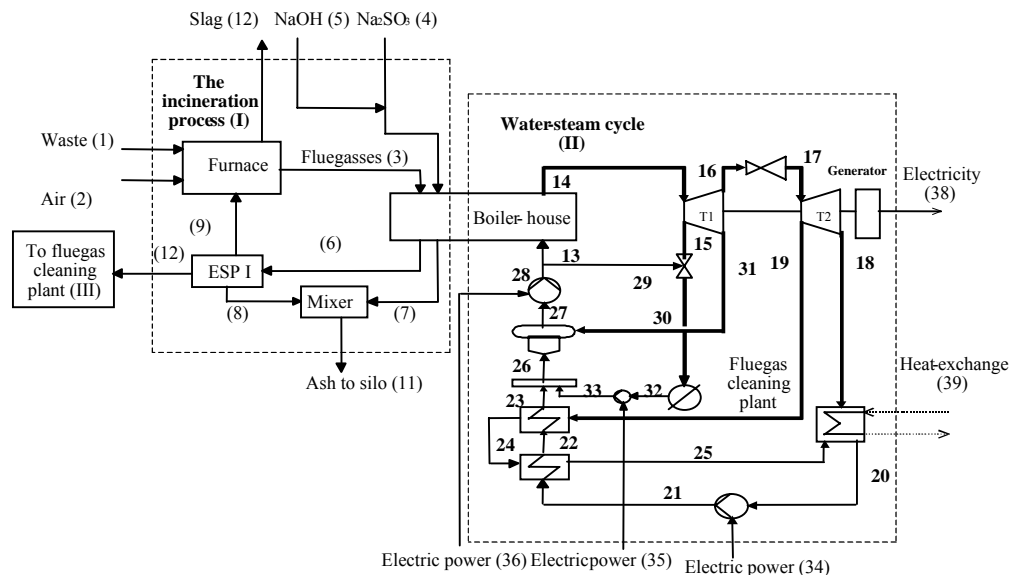 Slag (12)
NaOH (5)
Na₂SO₃ (4)
The
incineration
process (I)
Water-steam cycle
(II)
Waste (1)
Furnace
Fluegasses (3)
Air (2)
14
16
17
Generator
Electricity
(38)
T1
T2
Boiler- house
(9)
(6)
(12)
To fluegas
cleaning
plant (III)
ESP I
13
15
31
19
18
28
29
Mixer
(8)
(7)
27
30
26
Fluegas
cleaning
plant
Heat-exchange
(39)
Ash to silo (11)
23
33
32
24
22
25
20
21
Electric power (36)
Electricpower (35)
Electric power (34)